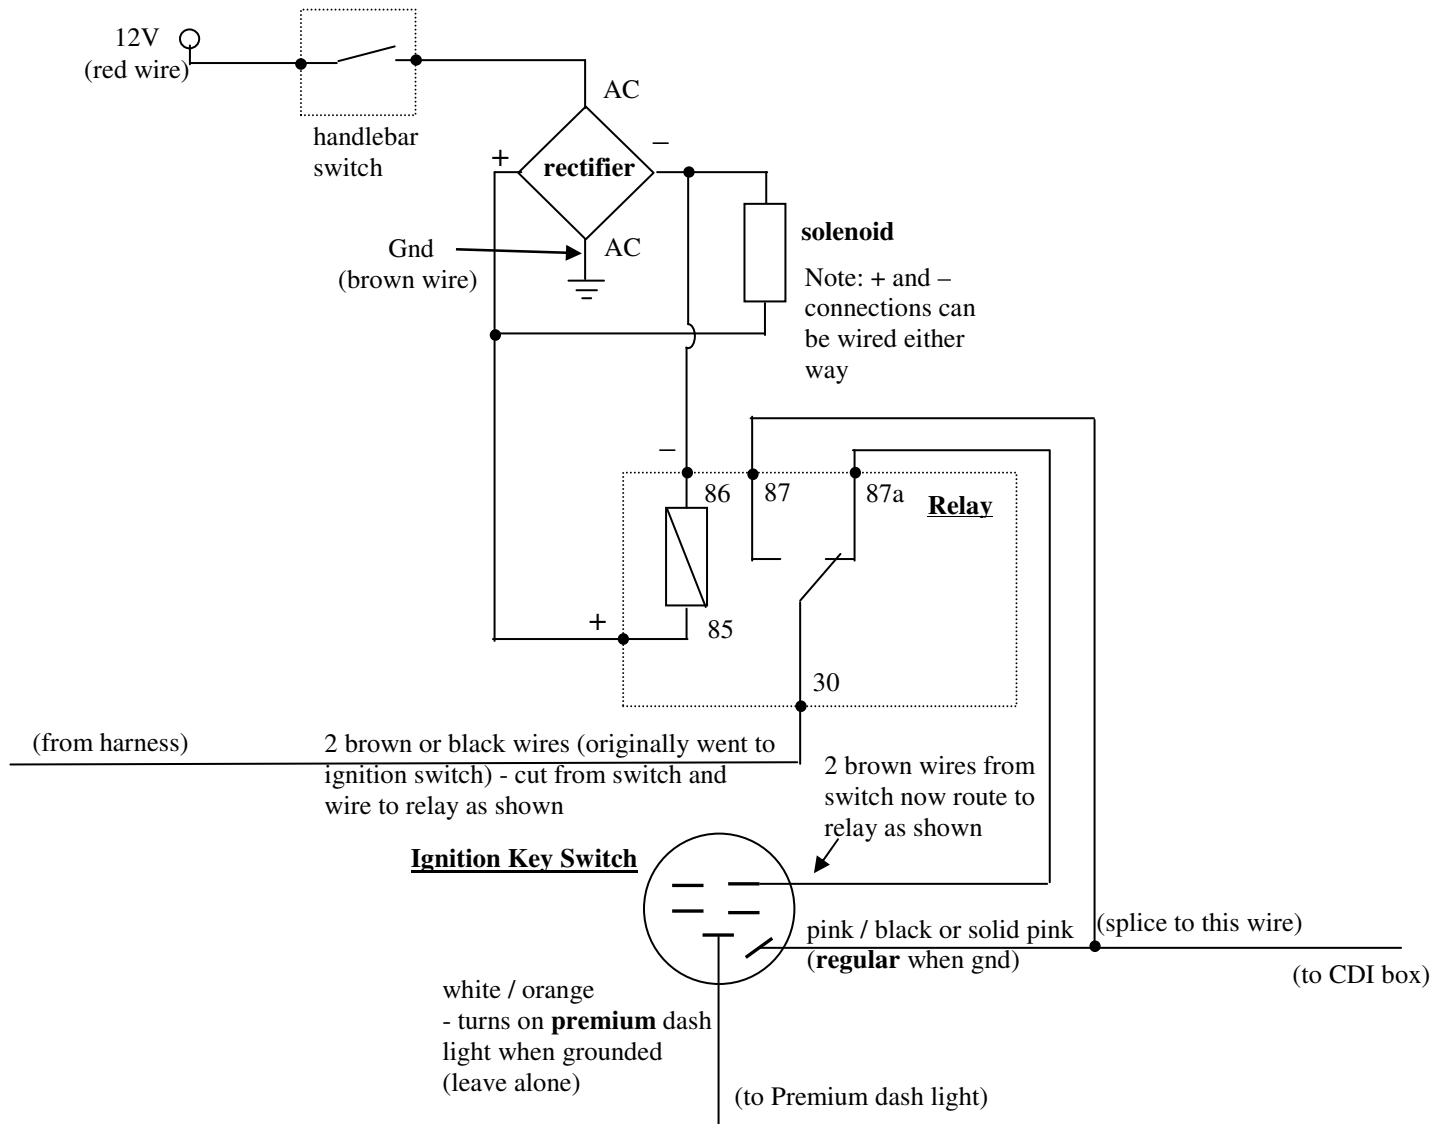 12V
(red wire)
handlebar
switch
AC
+
–
rectifier
AC
Gnd
(brown wire)
solenoid
Note: + and –
connections can
be wired either
way
–
86
87
87a
Relay
+
85
30
(from harness)
2 brown or black wires (originally went to
ignition switch) - cut from switch and
wire to relay as shown
2 brown wires from
switch now route to
relay as shown
Ignition Key Switch
pink / black or solid pink
(regular when gnd)
(splice to this wire)
(to CDI box)
white / orange
- turns on premium dash
light when grounded
(leave alone)
(to Premium dash light)